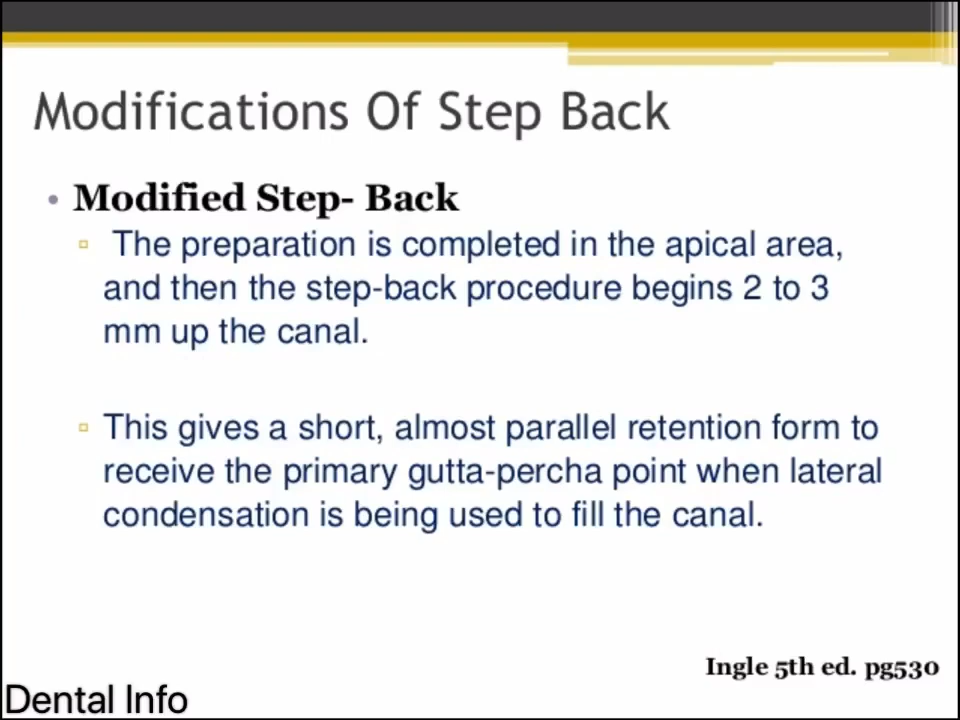 Modifications Of Step Back
• Modified Step- Back
▫ The preparation is completed in the apical area,
and then the step-back procedure begins 2 to 3
mm up the canal.
▫ This gives a short, almost parallel retention form to
receive the primary gutta-percha point when lateral
condensation is being used to fill the canal.
Ingle 5th ed. pg530
Dental Info